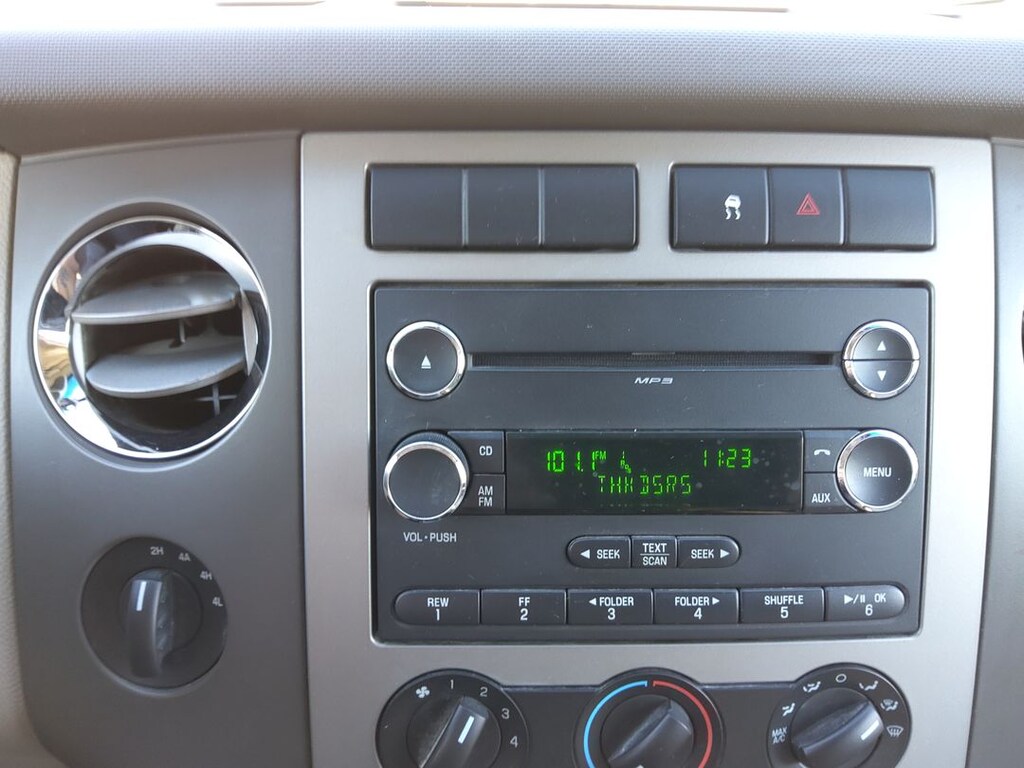 MP3
CD
AM
FM
101.1 FM 11:23
MENU
AUX
VOL•PUSH
◄ SEEK
TEXT
SCAN
SEEK ►
REW
1
FF
2
◄ FOLDER
3
FOLDER ►
4
SHUFFLE
5
►/II OK
6
2H 4A 4H 4L
1 2 3 4
MAX
A/C